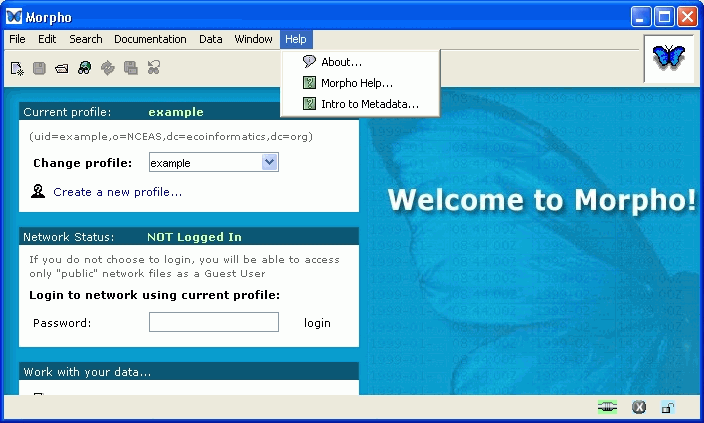 Morpho
File Edit Search Documentation Data Window Help
About...
Morpho Help...
Intro to Metadata...
Current profile: example
(uid=example,o=NCEAS,dc=ecoinformatics,dc=org)
Change profile: example
Create a new profile...
Welcome to Morpho!
Network Status: NOT Logged In
If you do not choose to login, you will be able to access
only "public" network files as a Guest User
Login to network using current profile:
Password: login
Work with your data...